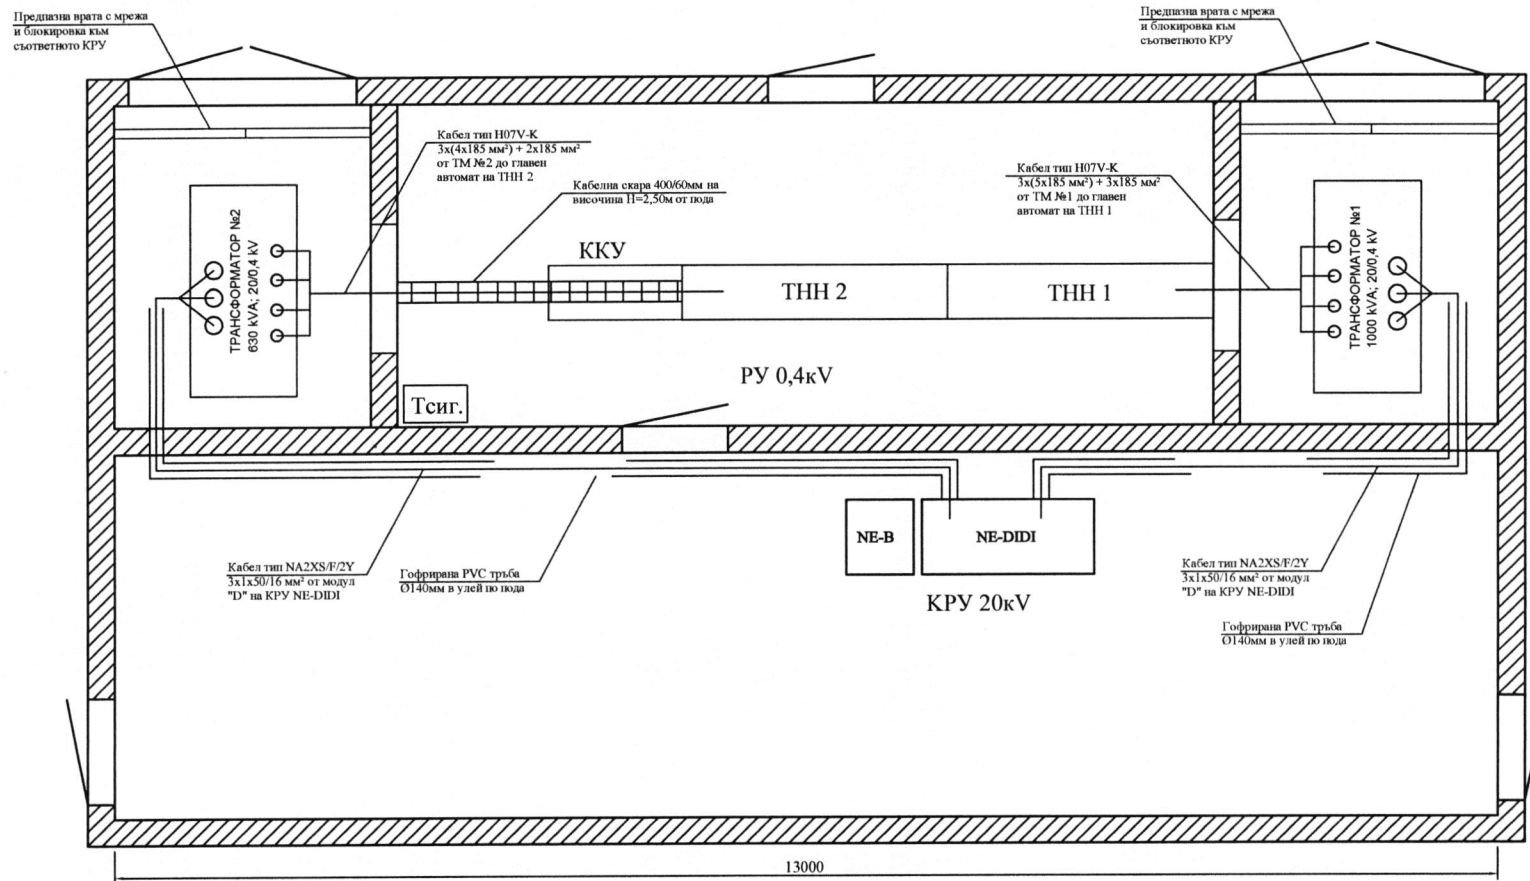 Предпазна врата с мрежа
и блокировка към
съответното КРУ
Предпазна врата с мрежа
и блокировка към
съответното КРУ
Кабел тип H07V-K
3x(4x185 мм²) + 2x185 мм²
от ТМ №2 до главен
автомат на ТНН 2
Кабелна скара 400/60мм на
височина H=2,50м от пода
Кабел тип H07V-K
3x(5x185 мм²) + 3x185 мм²
от ТМ №1 до главен
автомат на ТНН 1
ТРАНСФОРМАТОР №2
630 kVA; 20/0,4 kV
ККУ
ТНН 2
ТНН 1
ТРАНСФОРМАТОР №1
1000 kVA; 20/0,4 kV
РУ 0,4кV
Тсиг.
NE-B
NE-DIDI
КРУ 20кV
Кабел тип NA2XS/F/2Y
3x1x50/16 мм² от модул
"D" на КРУ NE-DIDI
Гофрирана PVC тръба
Ø140мм в улей по пода
Кабел тип NA2XS/F/2Y
3x1x50/16 мм² от модул
"D" на КРУ NE-DIDI
Гофрирана PVC тръба
Ø140мм в улей по пода
13000